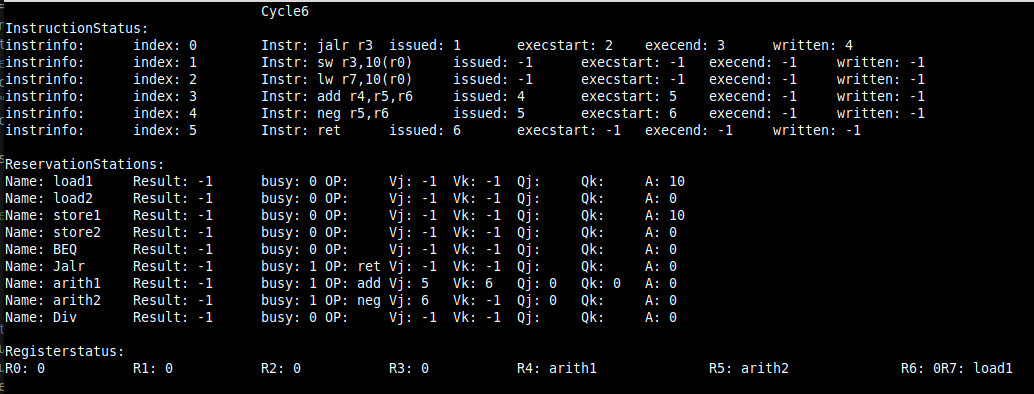 Cycle6
InstructionStatus:
instrinfo: index: 0 Instr: jalr r3 issued: 1 execstart: 2 execend: 3 written: 4
instrinfo: index: 1 Instr: sw r3,10(r0) issued: -1 execstart: -1 execend: -1 written: -1
instrinfo: index: 2 Instr: lw r7,10(r0) issued: -1 execstart: -1 execend: -1 written: -1
instrinfo: index: 3 Instr: add r4,r5,r6 issued: 4 execstart: 5 execend: -1 written: -1
instrinfo: index: 4 Instr: neg r5,r6 issued: 5 execstart: 6 execend: -1 written: -1
instrinfo: index: 5 Instr: ret issued: 6 execstart: -1 execend: -1 written: -1
ReservationStations:
Name: load1 Result: -1 busy: 0 OP: Vj: -1 Vk: -1 Qj: Qk: A: 10
Name: load2 Result: -1 busy: 0 OP: Vj: -1 Vk: -1 Qj: Qk: A: 0
Name: store1 Result: -1 busy: 0 OP: Vj: -1 Vk: -1 Qj: Qk: A: 10
Name: store2 Result: -1 busy: 0 OP: Vj: -1 Vk: -1 Qj: Qk: A: 0
Name: BEQ Result: -1 busy: 0 OP: Vj: -1 Vk: -1 Qj: Qk: A: 0
Name: Jalr Result: -1 busy: 1 OP: ret Vj: -1 Vk: -1 Qj: Qk: A: 0
Name: arith1 Result: -1 busy: 1 OP: add Vj: 5 Vk: 6 Qj: 0 Qk: 0 A: 0
Name: arith2 Result: -1 busy: 1 OP: neg Vj: 6 Vk: -1 Qj: 0 Qk: A: 0
Name: Div Result: -1 busy: 0 OP: Vj: -1 Vk: -1 Qj: Qk: A: 0
Registerstatus:
R0: 0 R1: 0 R2: 0 R3: 0 R4: arith1 R5: arith2 R6: 0R7: load1